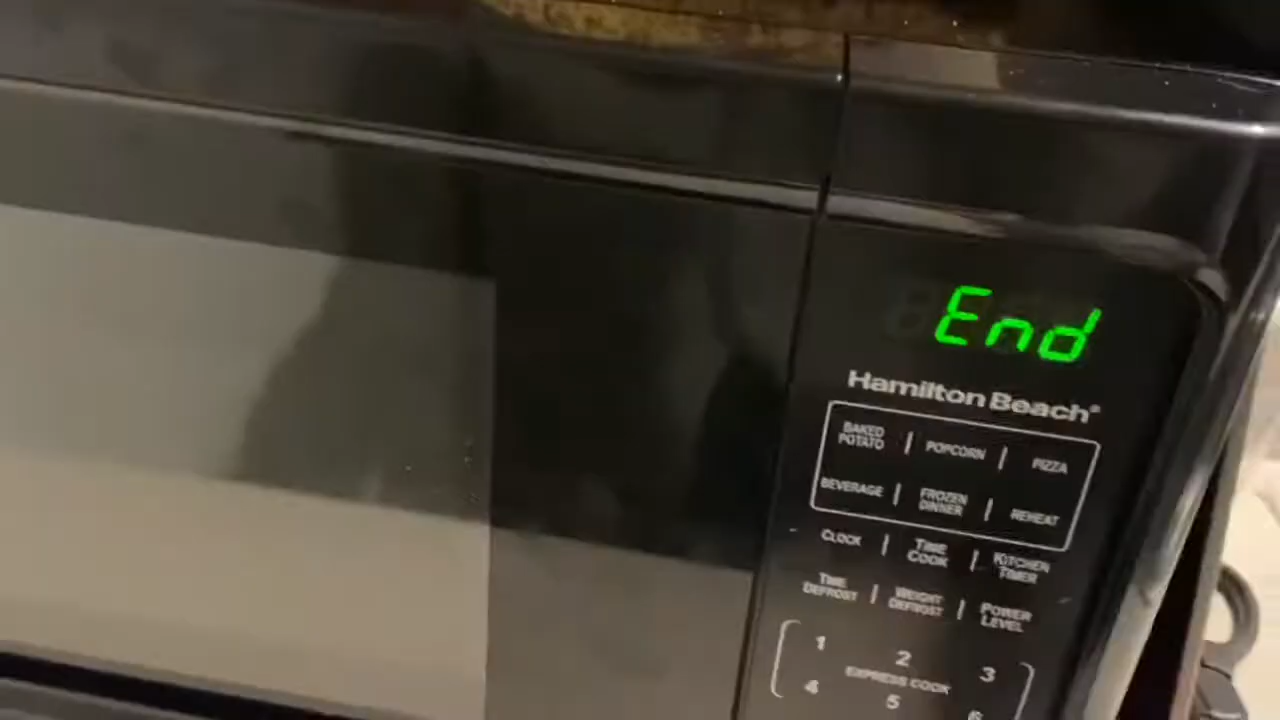 End
Hamilton Beach®
BAKED POTATO | POPCORN | PIZZA
BEVERAGE | FROZEN DINNER | REHEAT
CLOCK | TIME COOK | KITCHEN TIMER
TIME DEFROST | WEIGHT DEFROST | POWER LEVEL
1 2 3
EXPRESS COOK
4 5 6